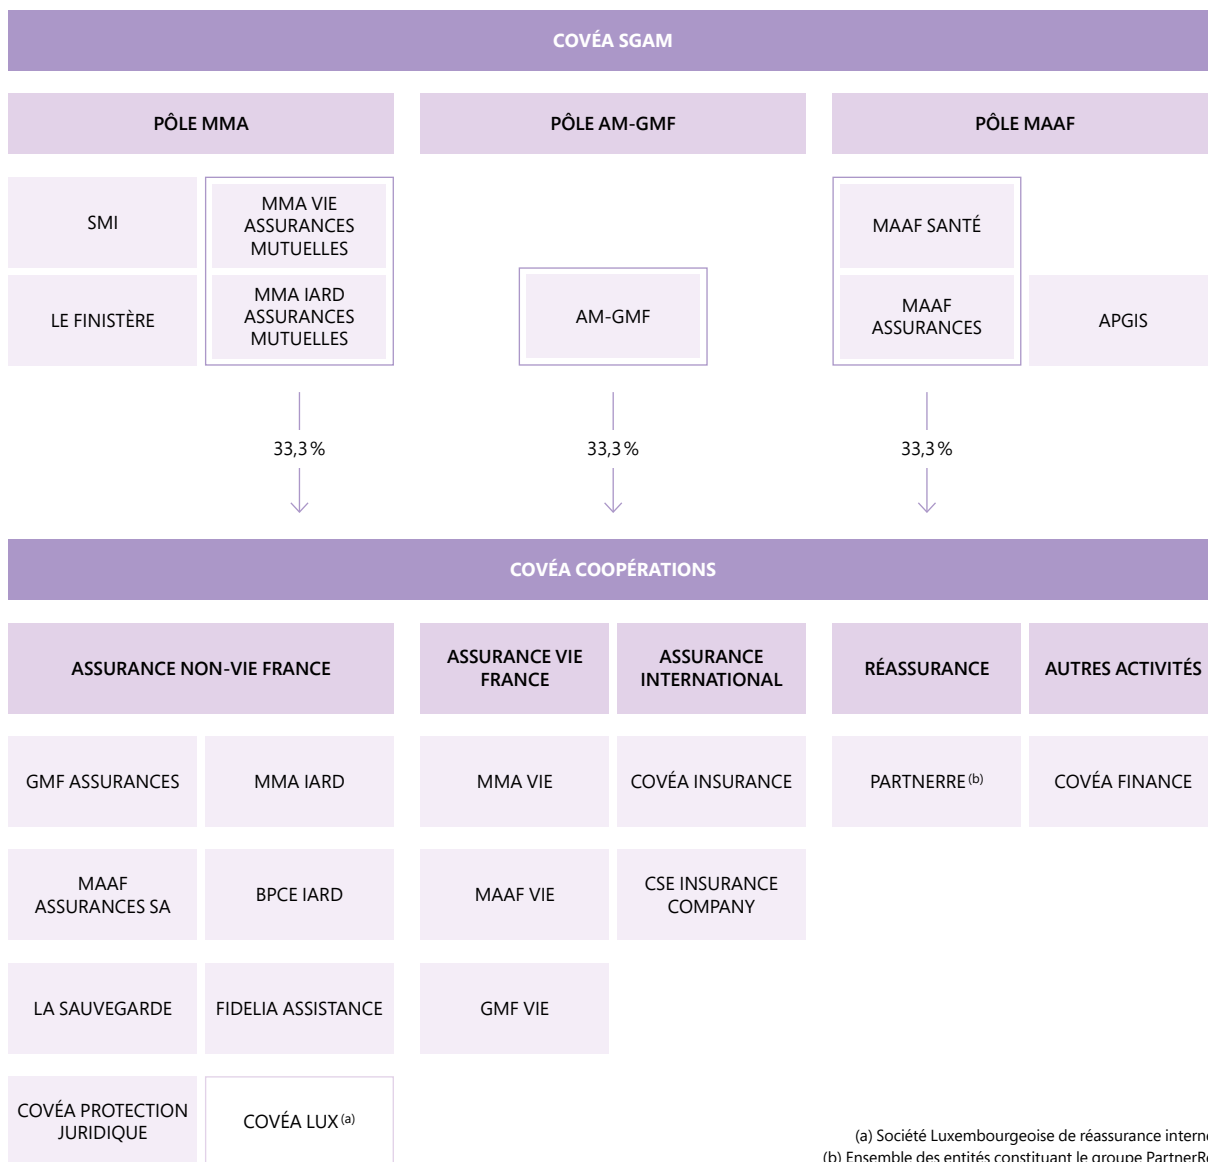 COVÉA SGAM
PÔLE MMA
PÔLE AM-GMF
PÔLE MAAF
SMI
MMA VIE
ASSURANCES
MUTUELLES
MAAF SANTÉ
LE FINISTÈRE
MMA IARD
ASSURANCES
MUTUELLES
AM-GMF
MAAF
ASSURANCES
APGIS
33,3 %
33,3 %
33,3 %
COVÉA COOPÉRATIONS
ASSURANCE NON-VIE FRANCE
ASSURANCE VIE
FRANCE
ASSURANCE
INTERNATIONAL
RÉASSURANCE
AUTRES ACTIVITÉS
GMF ASSURANCES
MMA IARD
MMA VIE
COVÉA INSURANCE
PARTNERRE (b)
COVÉA FINANCE
MAAF
ASSURANCES SA
BPCE IARD
MAAF VIE
CSE INSURANCE
COMPANY
LA SAUVEGARDE
FIDELIA ASSISTANCE
GMF VIE
COVÉA PROTECTION
JURIDIQUE
COVÉA LUX (a)
(a) Société Luxembourgeoise de réassurance interne
(b) Ensemble des entités constituant le groupe PartnerRe